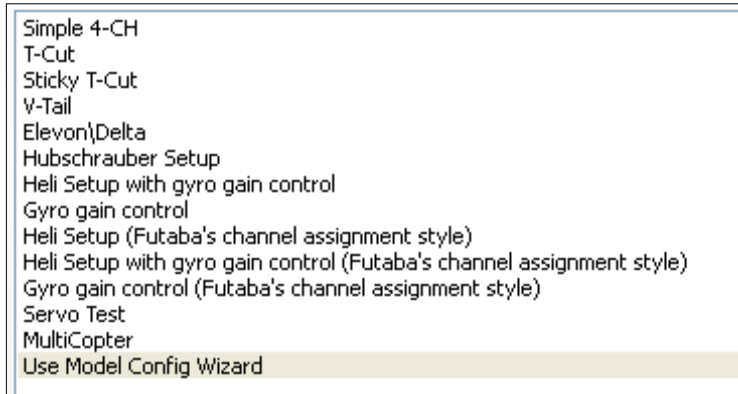 Simple 4-CH
T-Cut
Sticky T-Cut
V-Tail
Elevon\Delta
Hubschrauber Setup
Heli Setup with gyro gain control
Gyro gain control
Heli Setup (Futaba's channel assignment style)
Heli Setup with gyro gain control (Futaba's channel assignment style)
Gyro gain control (Futaba's channel assignment style)
Servo Test
MultiCopter
Use Model Config Wizard